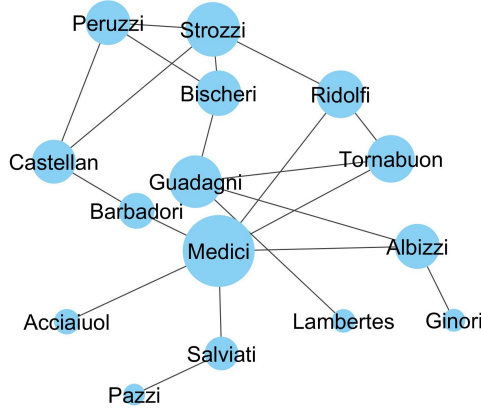 Peruzzi
Strozzi
Bischeri
Ridolfi
Castellan
Tornabuon
Guadagni
Barbadori
Medici
Albizzi
Acciaiuol
Lambertes
Ginori
Salviati
Pazzi